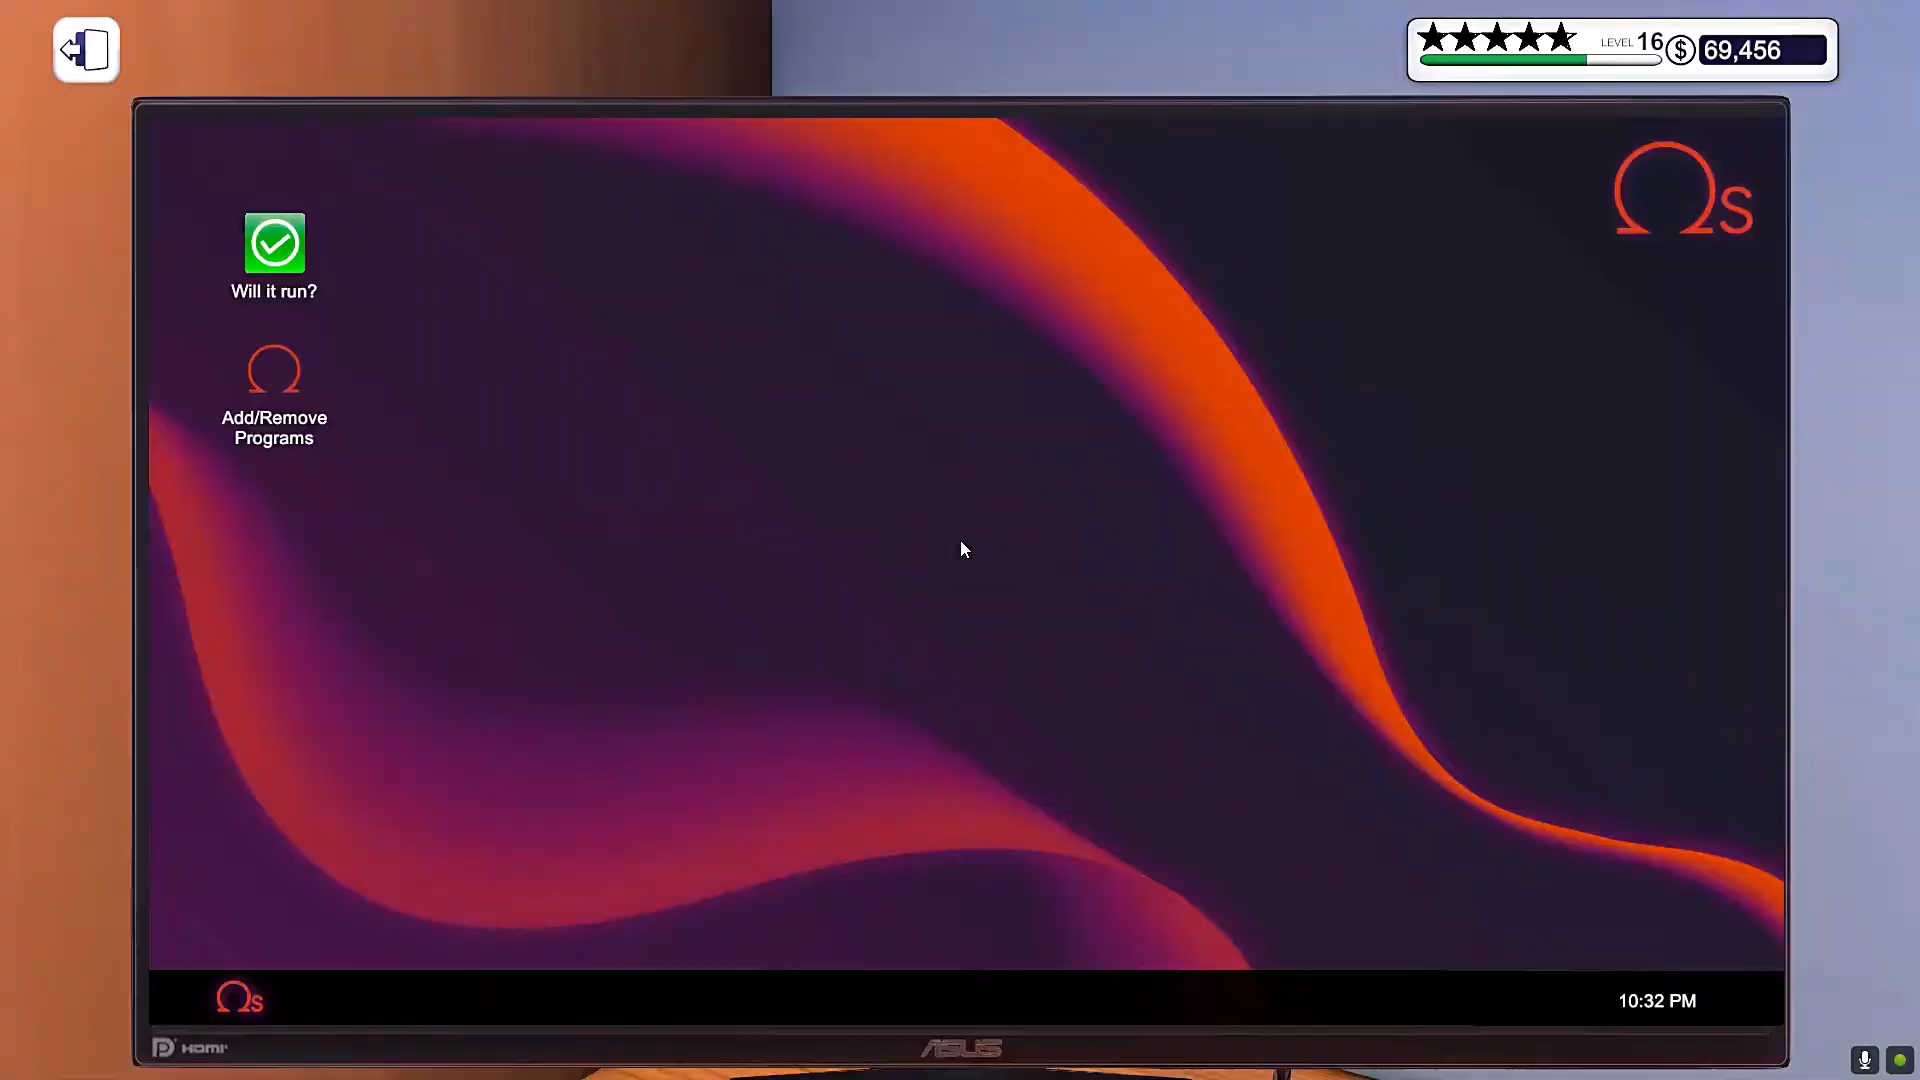 LEVEL 16
$ 69,456
Ωs
Will it run?
Add/Remove
Programs
Ωs
10:32 PM
HDMI
ASUS